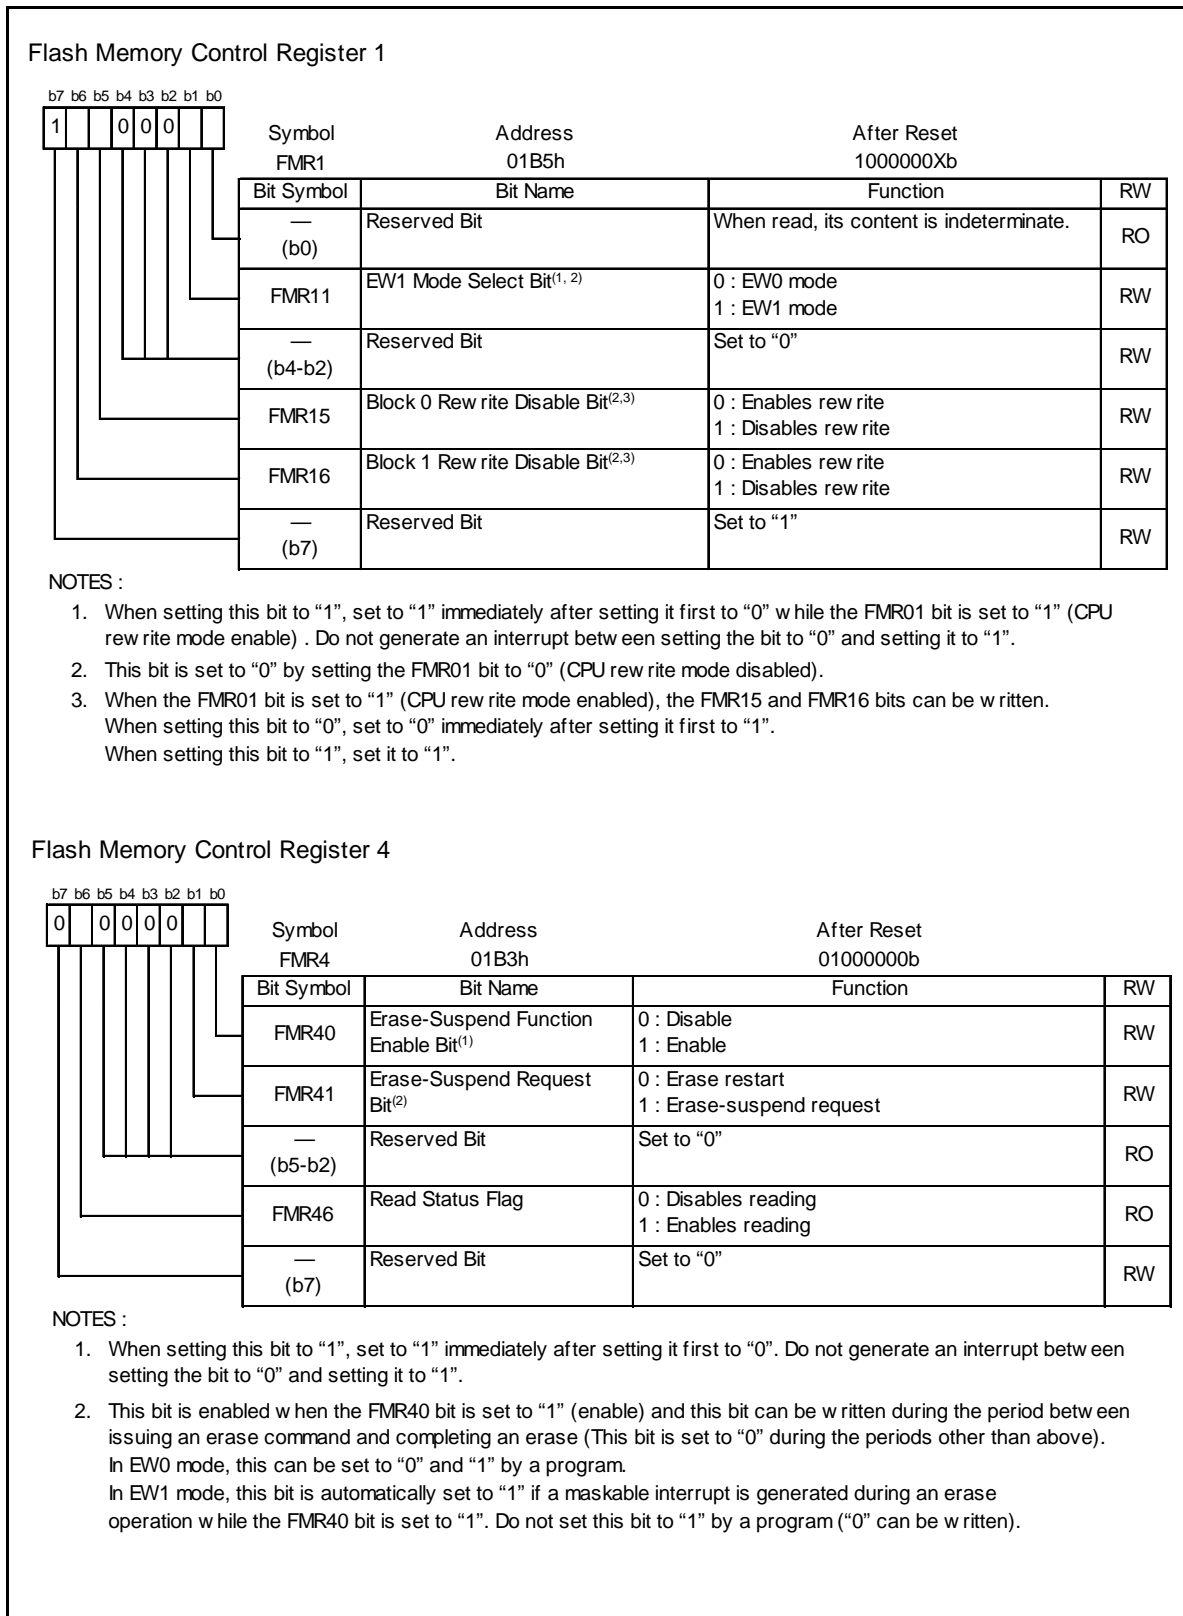 Flash Memory Control Register 1
b7 b6 b5 b4 b3 b2 b1 b0
1 0 0 0
Symbol Address After Reset
FMR1 01B5h 1000000Xb
Bit Symbol Bit Name Function RW
— (b0) Reserved Bit When read, its content is indeterminate. RO
FMR11 EW1 Mode Select Bit(1, 2) 0 : EW0 mode RW
1 : EW1 mode
— (b4-b2) Reserved Bit Set to “0” RW
FMR15 Block 0 Rewrite Disable Bit(2,3) 0 : Enables rewrite RW
1 : Disables rewrite
FMR16 Block 1 Rewrite Disable Bit(2,3) 0 : Enables rewrite RW
1 : Disables rewrite
— (b7) Reserved Bit Set to “1” RW
NOTES :
1. When setting this bit to “1”, set to “1” immediately after setting it first to “0” while the FMR01 bit is set to “1” (CPU
rewrite mode enable) . Do not generate an interrupt between setting the bit to “0” and setting it to “1”.
2. This bit is set to “0” by setting the FMR01 bit to “0” (CPU rewrite mode disabled).
3. When the FMR01 bit is set to “1” (CPU rewrite mode enabled), the FMR15 and FMR16 bits can be written.
When setting this bit to “0”, set to “0” immediately after setting it first to “1”.
When setting this bit to “1”, set it to “1”.
Flash Memory Control Register 4
b7 b6 b5 b4 b3 b2 b1 b0
0 0 0 0 0
Symbol Address After Reset
FMR4 01B3h 01000000b
Bit Symbol Bit Name Function RW
FMR40 Erase-Suspend Function 0 : Disable RW
Enable Bit(1) 1 : Enable
FMR41 Erase-Suspend Request 0 : Erase restart RW
Bit(2) 1 : Erase-suspend request
— (b5-b2) Reserved Bit Set to “0” RO
FMR46 Read Status Flag 0 : Disables reading RO
1 : Enables reading
— (b7) Reserved Bit Set to “0” RW
NOTES :
1. When setting this bit to “1”, set to “1” immediately after setting it first to “0”. Do not generate an interrupt between
setting the bit to “0” and setting it to “1”.
2. This bit is enabled when the FMR40 bit is set to “1” (enable) and this bit can be written during the period between
issuing an erase command and completing an erase (This bit is set to “0” during the periods other than above).
In EW0 mode, this can be set to “0” and “1” by a program.
In EW1 mode, this bit is automatically set to “1” if a maskable interrupt is generated during an erase
operation while the FMR40 bit is set to “1”. Do not set this bit to “1” by a program (“0” can be written).